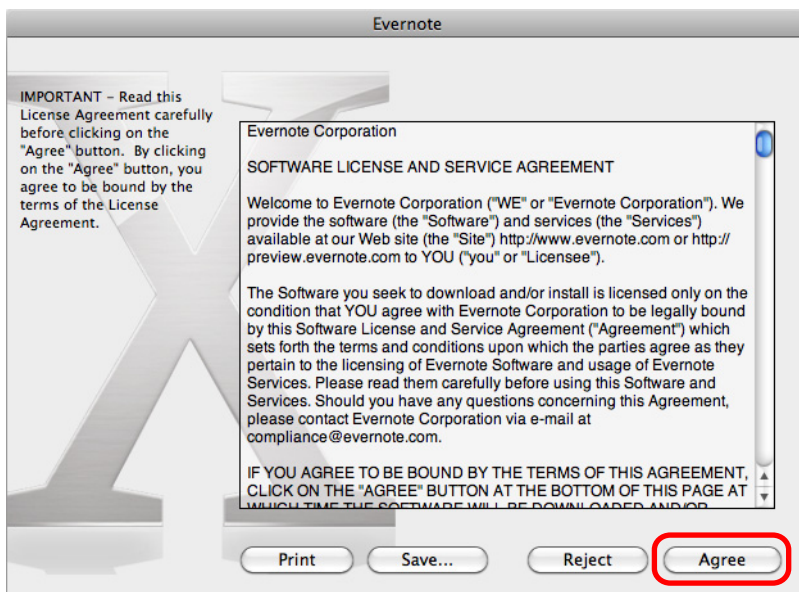 Evernote
IMPORTANT – Read this
License Agreement carefully
before clicking on the
"Agree" button. By clicking
on the "Agree" button, you
agree to be bound by the
terms of the License
Agreement.
Evernote Corporation
SOFTWARE LICENSE AND SERVICE AGREEMENT
Welcome to Evernote Corporation ("WE" or "Evernote Corporation"). We
provide the software (the "Software") and services (the "Services")
available at our Web site (the "Site") http://www.evernote.com or http://
preview.evernote.com to YOU ("you" or "Licensee").
The Software you seek to download and/or install is licensed only on the
condition that YOU agree with Evernote Corporation to be legally bound
by this Software License and Service Agreement ("Agreement") which
sets forth the terms and conditions upon which the parties agree as they
pertain to the licensing of Evernote Software and usage of Evernote
Services. Please read them carefully before using this Software and
Services. Should you have any questions concerning this Agreement,
please contact Evernote Corporation via e-mail at
compliance@evernote.com.
IF YOU AGREE TO BE BOUND BY THE TERMS OF THIS AGREEMENT,
CLICK ON THE "AGREE" BUTTON AT THE BOTTOM OF THIS PAGE AT
WHICH TIME THE SOFTWARE WILL BE DOWNLOADED AND/OR
Print Save... Reject Agree